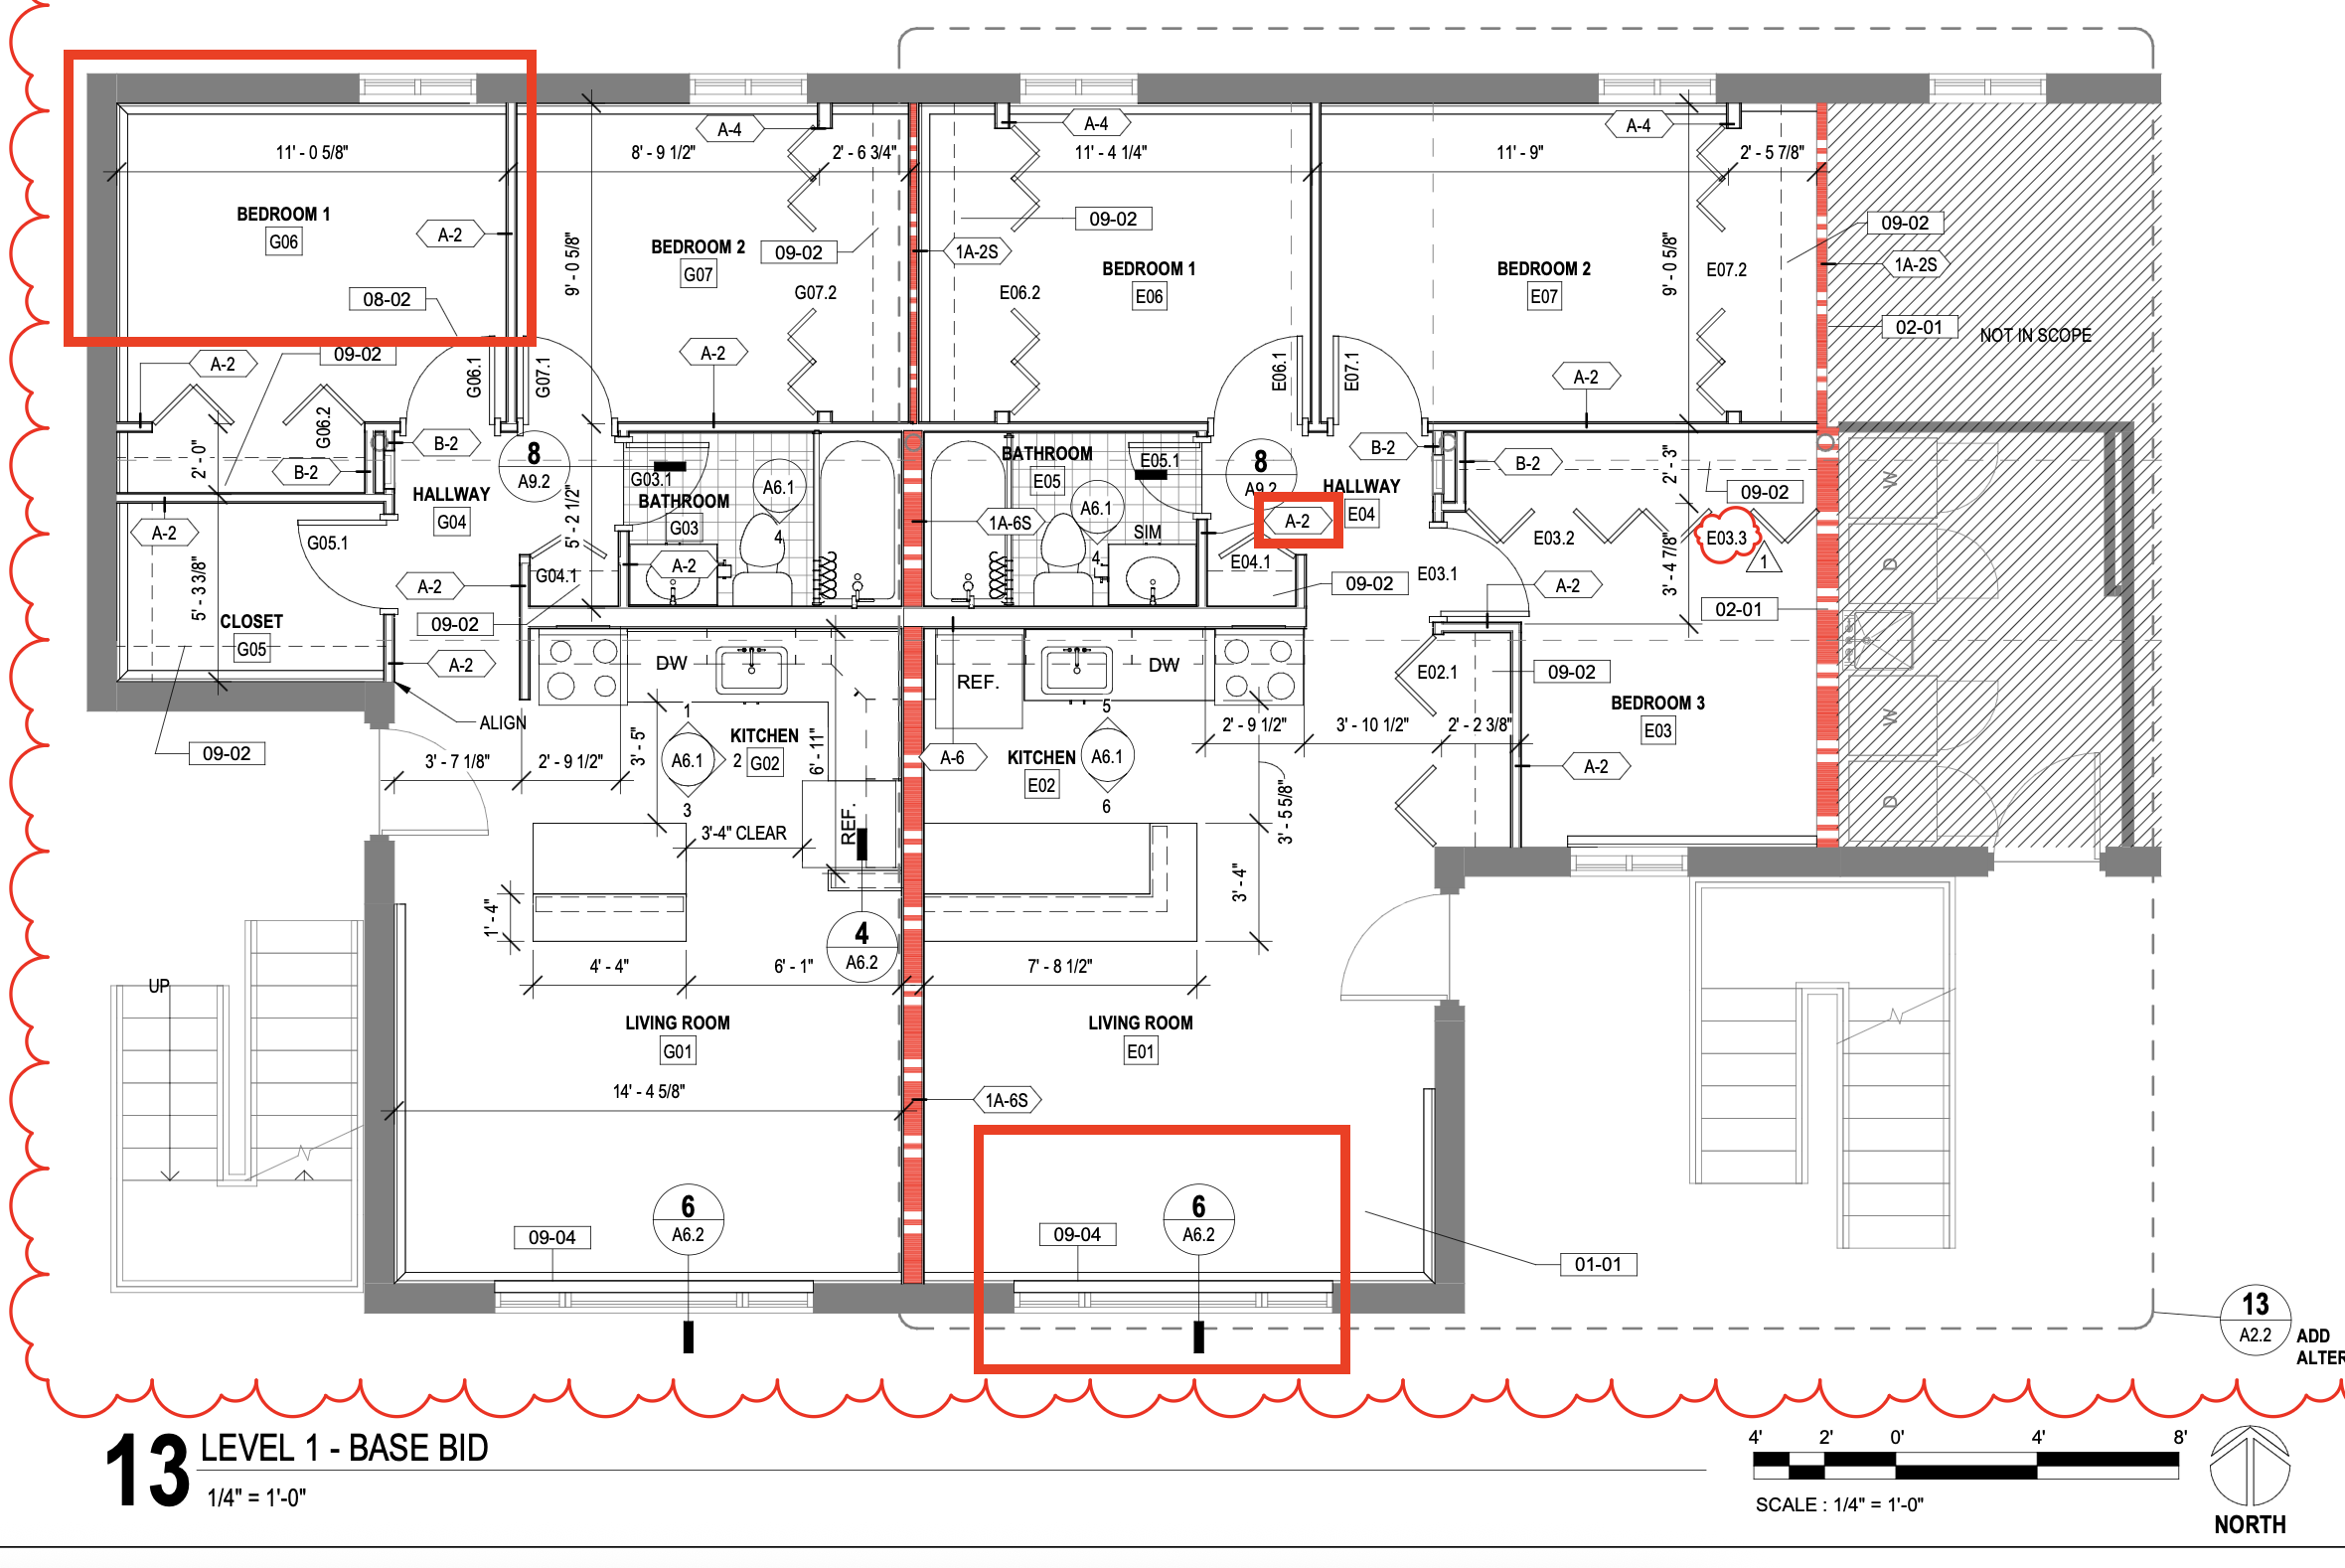 11' - 0 5/8"
8' - 9 1/2"
A-4
2' - 6 3/4"
A-4
11' - 4 1/4"
11' - 9"
A-4
2' - 5 7/8"
BEDROOM 1
G06
A-2
9' - 0 5/8"
BEDROOM 2
G07
09-02
G07.2
1A-2S
E06.2
09-02
BEDROOM 1
E06
BEDROOM 2
E07
9' - 0 5/8"
E07.2
09-02
1A-2S
02-01
NOT IN SCOPE
08-02
09-02
A-2
G06.1
G07.1
A-2
E06.1
E07.1
A-2
G06.2
2' - 0"
B-2
B-2
HALLWAY
G04
8
A9.2
G03.1
BATHROOM
G03
A6.1
4
5' - 2 1/2"
1A-6S
BATHROOM
E05
E05.1
A6.1
4
SIM
8
A9.2
HALLWAY
E04
A-2
B-2
B-2
2' - 3"
09-02
W
A-2
G05.1
A-2
G04.1
A-2
E04.1
09-02
E03.1
E03.2
E03.3
1
3' - 4 7/8"
A-2
D
02-01
5' - 3 3/8"
CLOSET
G05
09-02
A-2
DW
REF.
DW
E02.1
09-02
BEDROOM 3
E03
W
ALIGN
09-02
3' - 7 1/8"
2' - 9 1/2"
3' - 5"
1
A6.1
2
3
KITCHEN
G02
6' - 11"
A-6
KITCHEN
E02
5
A6.1
6
2' - 9 1/2"
3' - 10 1/2"
2' - 2 3/8"
A-2
D
3' - 5 5/8"
3'-4" CLEAR
REF.
1' - 4"
3' - 4"
4
A6.2
4' - 4"
6' - 1"
7' - 8 1/2"
UP
LIVING ROOM
G01
LIVING ROOM
E01
14' - 4 5/8"
1A-6S
09-04
6
A6.2
09-04
6
A6.2
01-01
13
A2.2
ADD
ALTER
13
LEVEL 1 - BASE BID
1/4" = 1'-0"
4' 2' 0' 4' 8'
SCALE : 1/4" = 1'-0"
NORTH